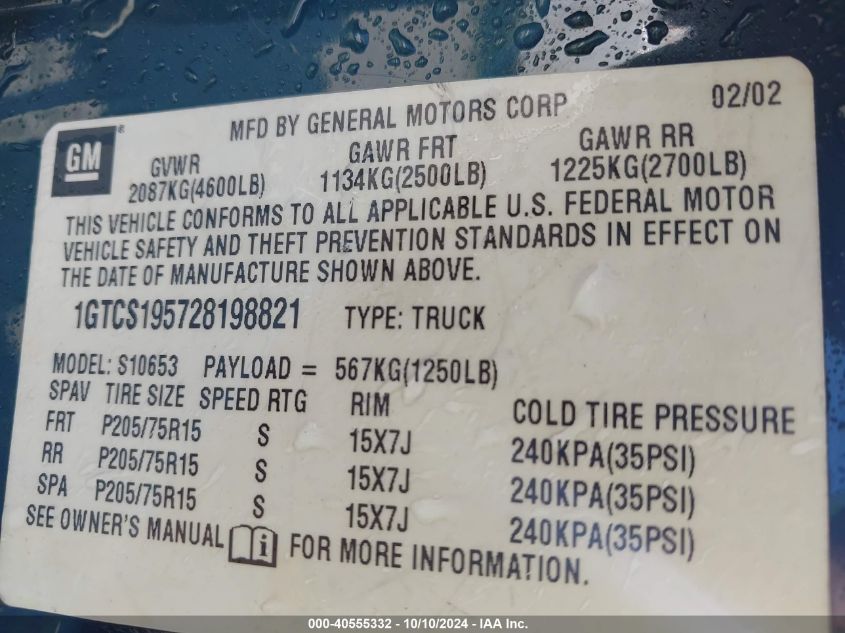 MFD BY GENERAL MOTORS CORP 02/02
GM ®
GVWR GAWR FRT GAWR RR
2087KG(4600LB) 1134KG(2500LB) 1225KG(2700LB)
THIS VEHICLE CONFORMS TO ALL APPLICABLE U.S. FEDERAL MOTOR
VEHICLE SAFETY AND THEFT PREVENTION STANDARDS IN EFFECT ON
THE DATE OF MANUFACTURE SHOWN ABOVE.
1GTCS195728198821 TYPE: TRUCK
MODEL: S10653 PAYLOAD = 567KG(1250LB)
SPAV TIRE SIZE SPEED RTG RIM COLD TIRE PRESSURE
FRT P205/75R15 S 15X7J 240KPA(35PSI)
RR P205/75R15 S 15X7J 240KPA(35PSI)
SPA P205/75R15 S 15X7J 240KPA(35PSI)
SEE OWNER'S MANUAL i FOR MORE INFORMATION.
000-40555332 - 10/10/2024 - IAA Inc.